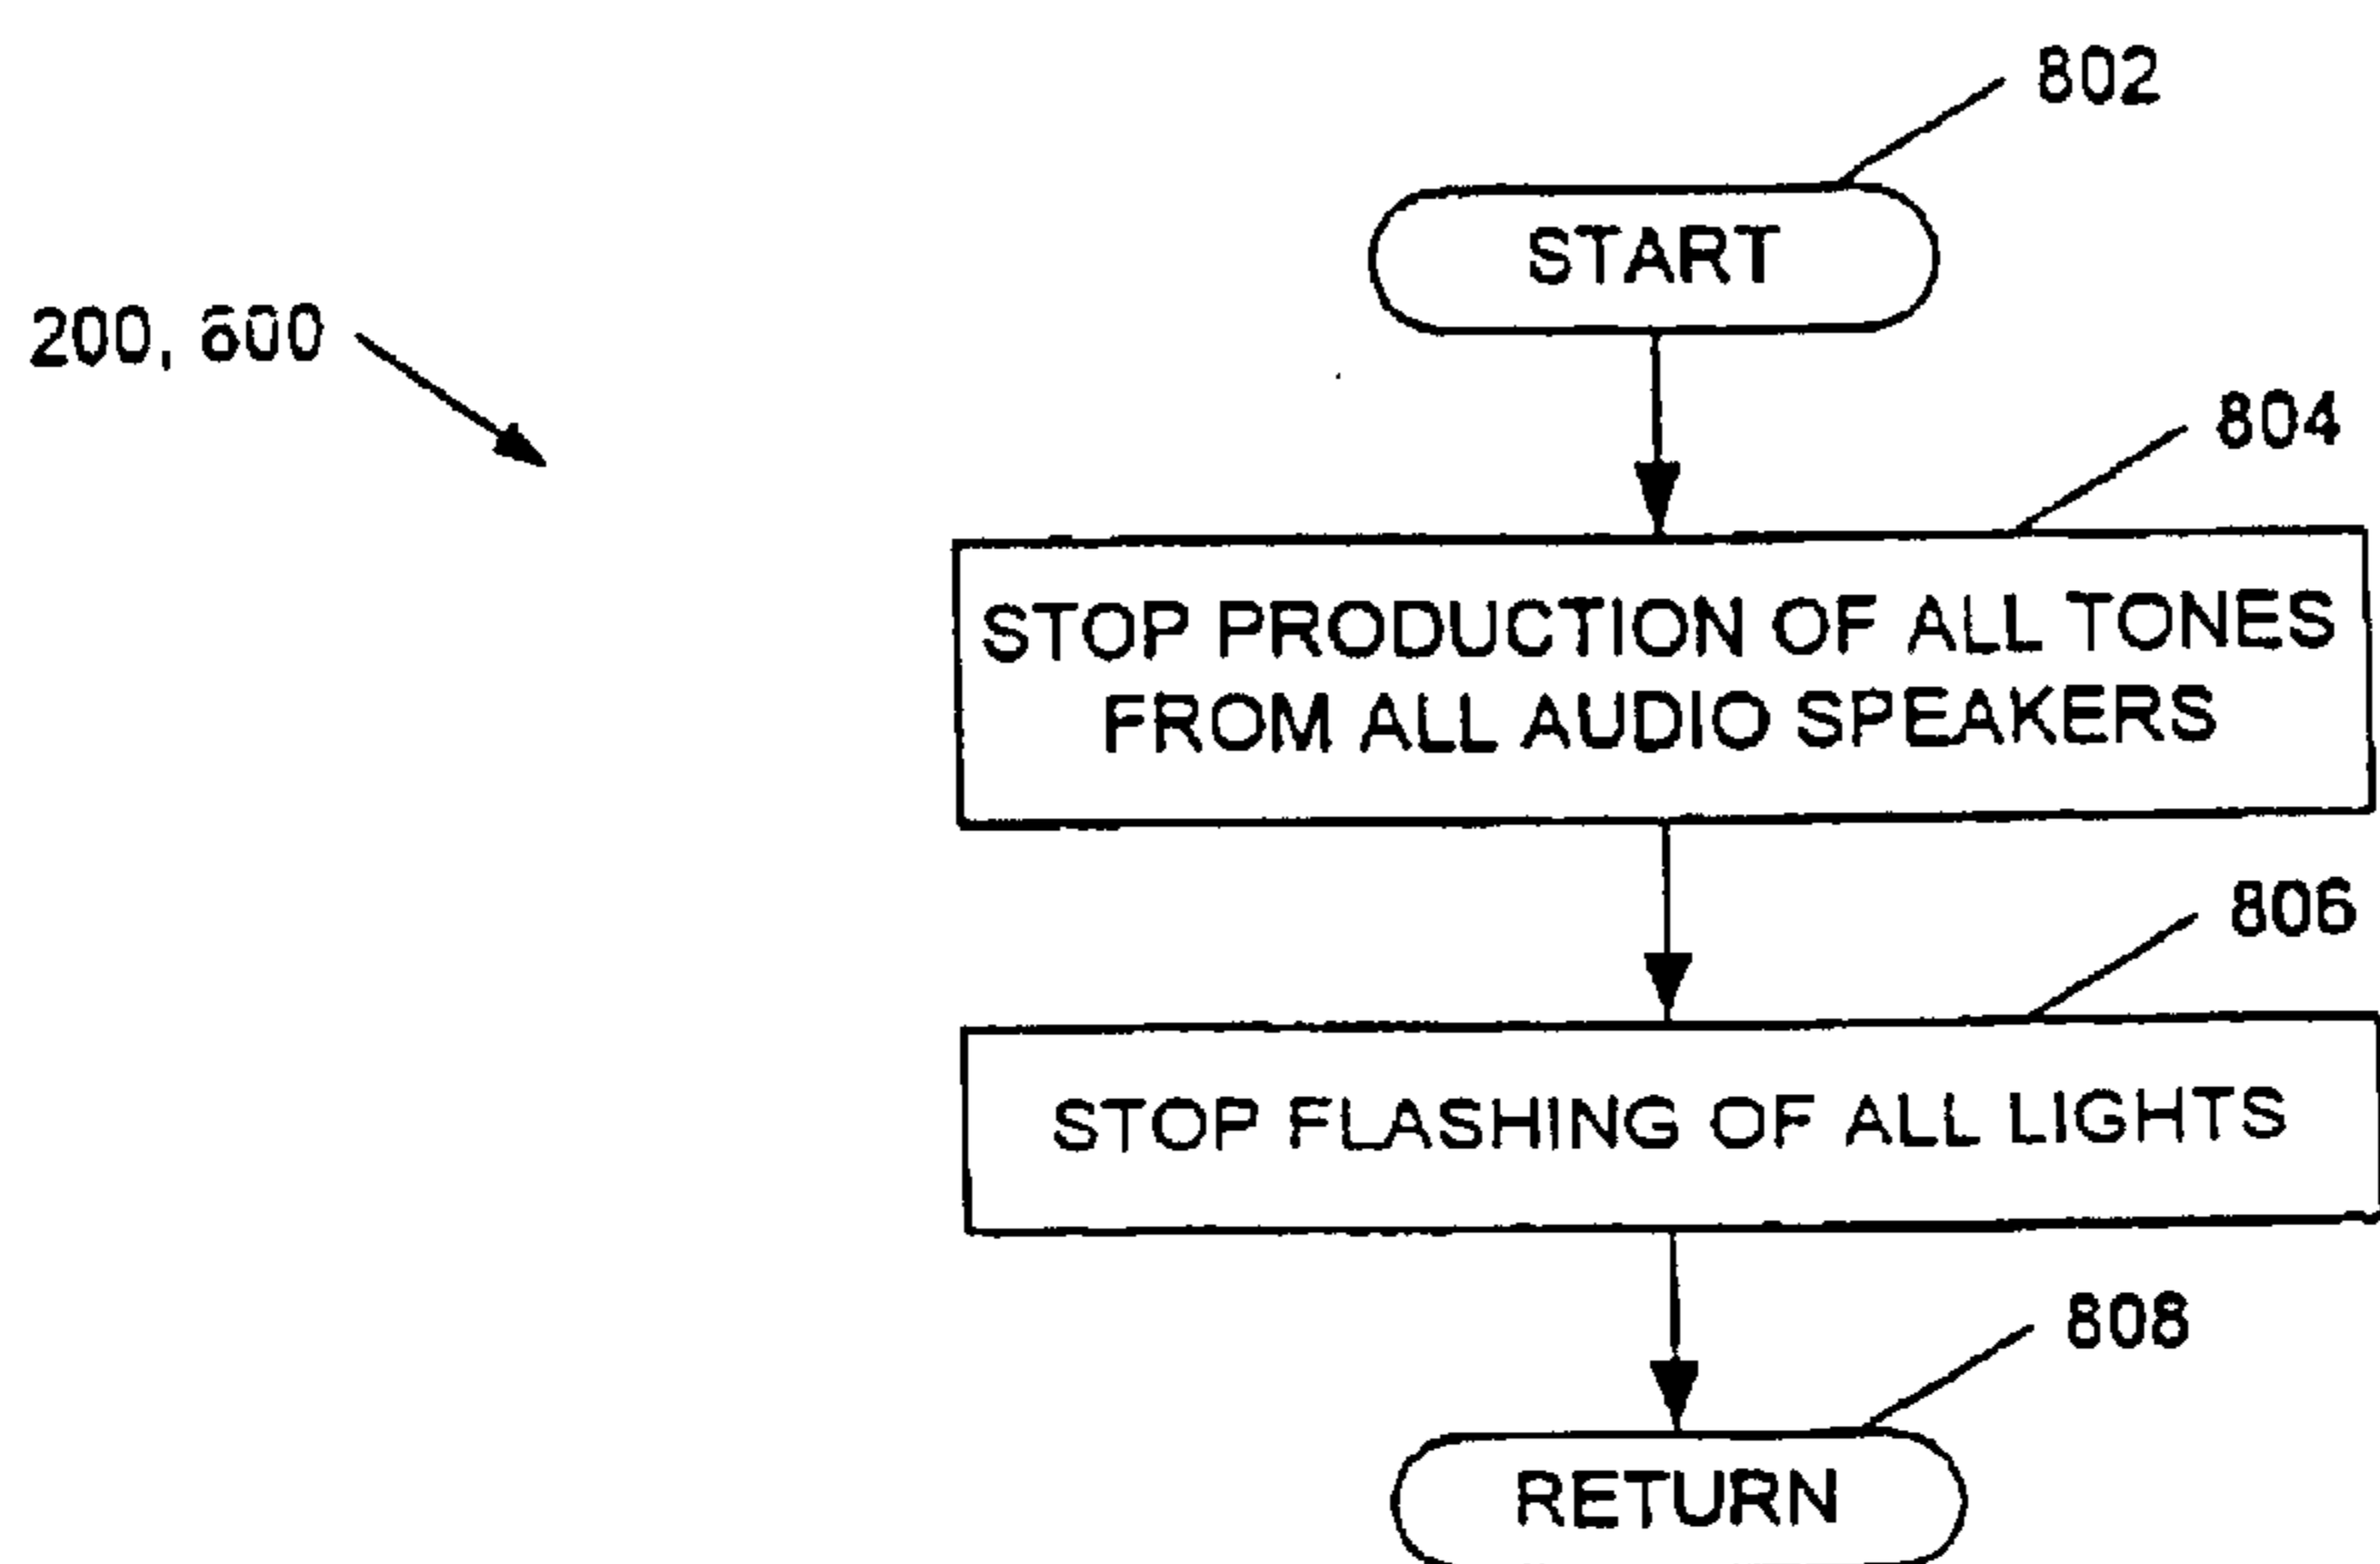 802
START
200, 800
804
STOP PRODUCTION OF ALL TONES
FROM ALL AUDIO SPEAKERS
806
STOP FLASHING OF ALL LIGHTS
808
RETURN